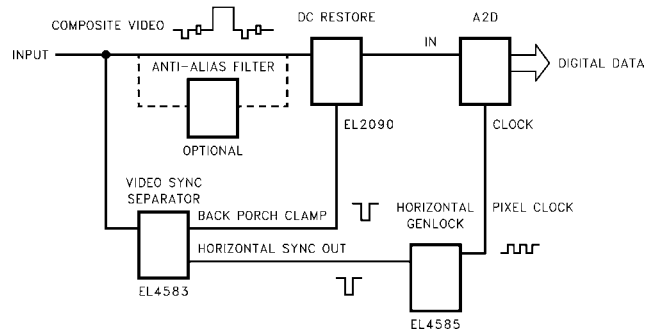 DC RESTORE
A2D
COMPOSITE VIDEO
INPUT
IN
ANTI-ALIAS FILTER
DIGITAL DATA
EL2090
CLOCK
OPTIONAL
VIDEO SYNC
SEPARATOR
BACK PORCH CLAMP
HORIZONTAL
GENLOCK
PIXEL CLOCK
HORIZONTAL SYNC OUT
EL4583
EL4585